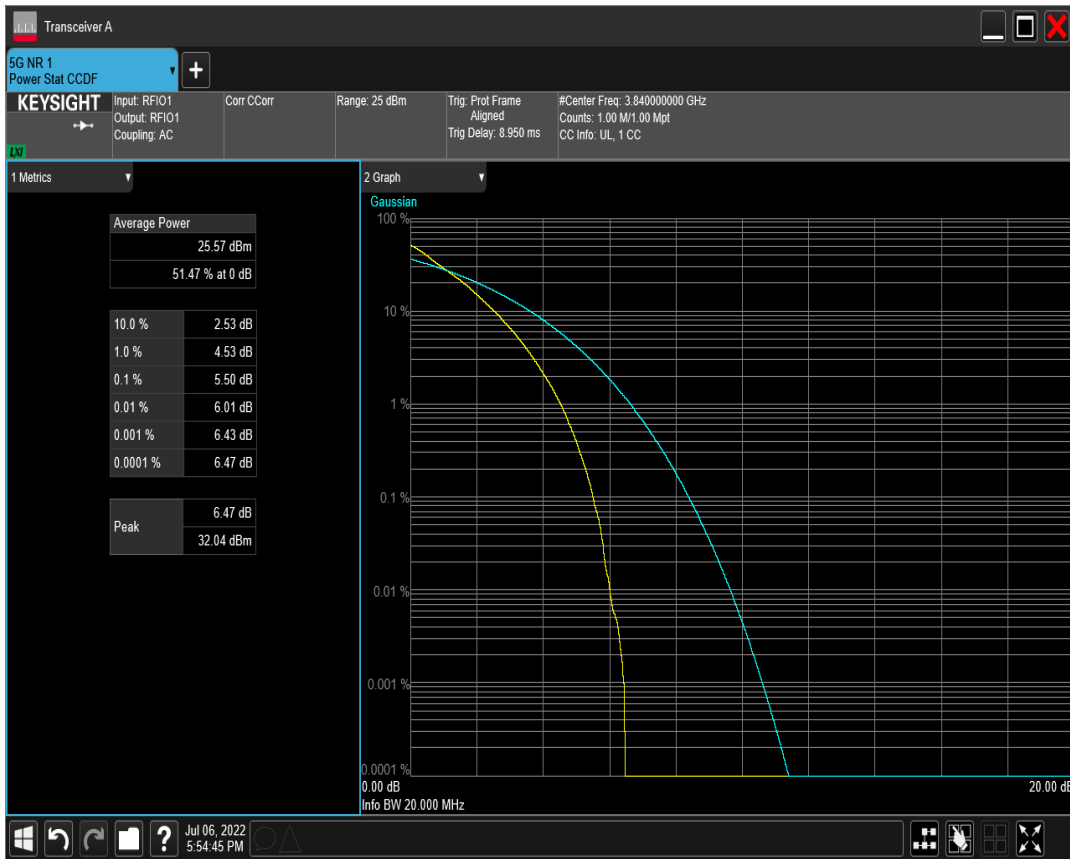 Transceiver A
5G NR 1
Power Stat CCDF
+
KEYSIGHT
LXI
Input: RFIO1
Output: RFIO1
Coupling: AC
Corr CCorr
Range: 25 dBm
Trig: Prot Frame
Aligned
Trig Delay: 8.950 ms
#Center Freq: 3.840000000 GHz
Counts: 1.00 M/1.00 Mpt
CC Info: UL, 1 CC
1 Metrics
Average Power
25.57 dBm
51.47 % at 0 dB
10.0 % 2.53 dB
1.0 % 4.53 dB
0.1 % 5.50 dB
0.01 % 6.01 dB
0.001 % 6.43 dB
0.0001 % 6.47 dB
Peak 6.47 dB
32.04 dBm
2 Graph
Gaussian
100 %
10 %
1 %
0.1 %
0.01 %
0.001 %
0.0001 %
0.00 dB 20.00 dB
Info BW 20.000 MHz
?
Jul 06, 2022
5:54:45 PM